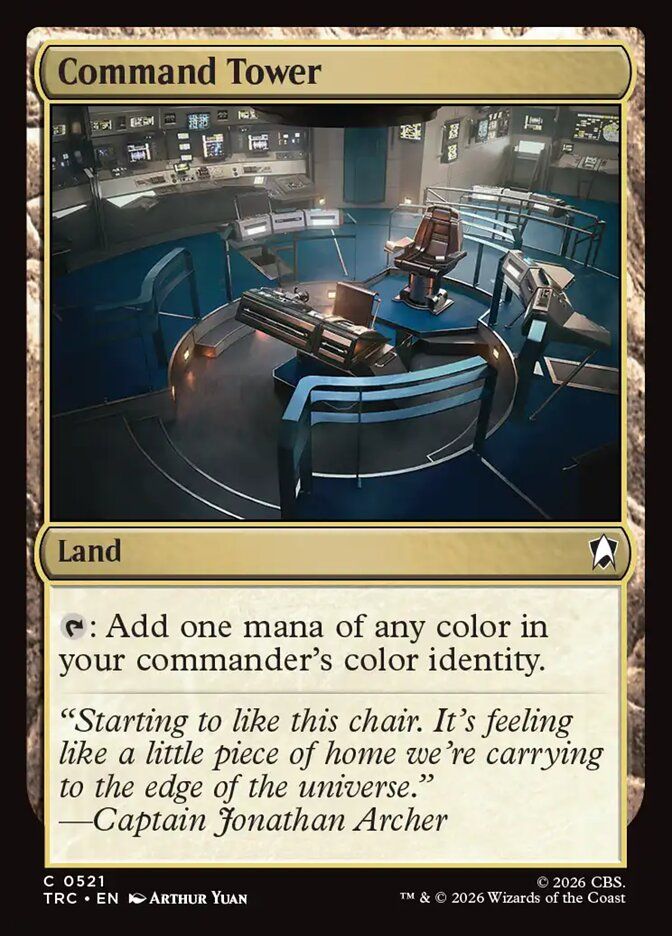 Command Tower
Land
: Add one mana of any color in
your commander's color identity.
“Starting to like this chair. It's feeling
like a little piece of home we're carrying
to the edge of the universe.”
—Captain Jonathan Archer
C 0521
TRC • EN Arthur Yuan
© 2026 CBS.
™ & © 2026 Wizards of the Coast